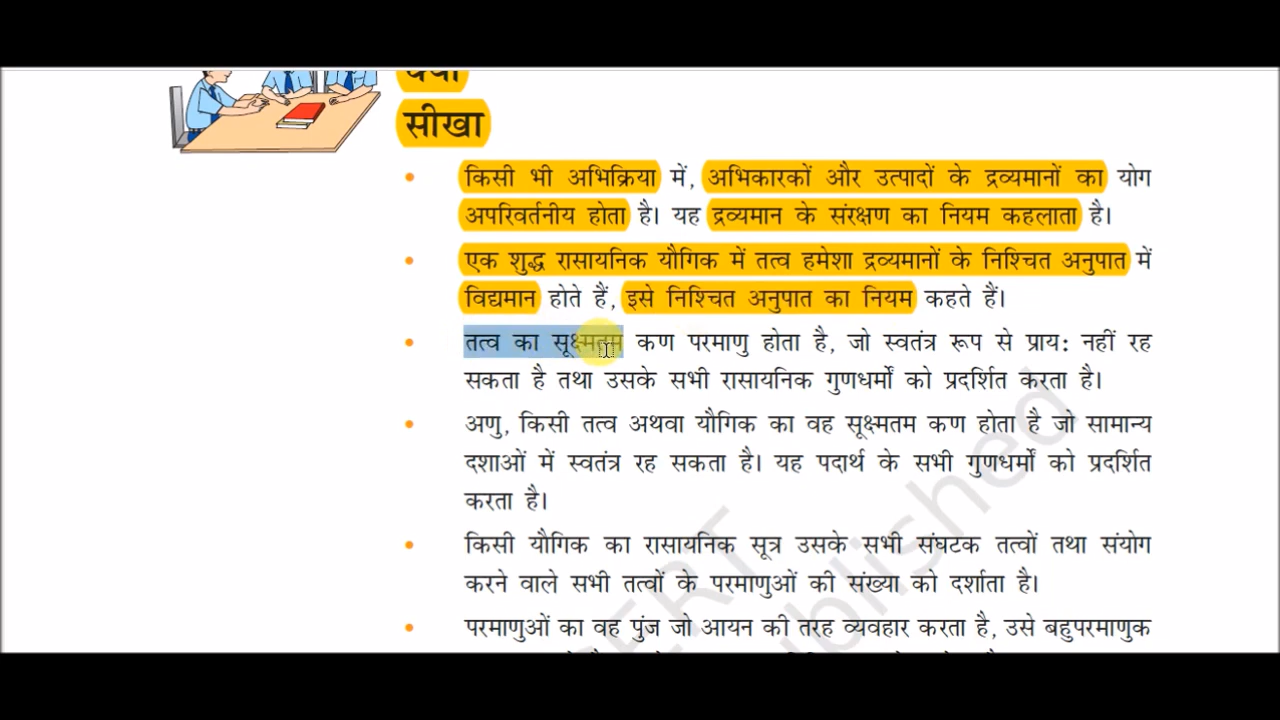 क्या
सीखा
• किसी भी अभिक्रिया में, अभिकारकों और उत्पादों के द्रव्यमानों का योग
अपरिवर्तनीय होता है। यह द्रव्यमान के संरक्षण का नियम कहलाता है।
• एक शुद्ध रासायनिक यौगिक में तत्व हमेशा द्रव्यमानों के निश्चित अनुपात में
विद्यमान होते हैं, इसे निश्चित अनुपात का नियम कहते हैं।
• तत्व का सूक्ष्मतम कण परमाणु होता है, जो स्वतंत्र रूप से प्राय: नहीं रह
सकता है तथा उसके सभी रासायनिक गुणधर्मों को प्रदर्शित करता है।
• अणु, किसी तत्व अथवा यौगिक का वह सूक्ष्मतम कण होता है जो सामान्य
दशाओं में स्वतंत्र रह सकता है। यह पदार्थ के सभी गुणधर्मों को प्रदर्शित
करता है।
• किसी यौगिक का रासायनिक सूत्र उसके सभी संघटक तत्वों तथा संयोग
करने वाले सभी तत्वों के परमाणुओं की संख्या को दर्शाता है।
• परमाणुओं का वह पुंज जो आयन की तरह व्यवहार करता है, उसे बहुपरमाणुक